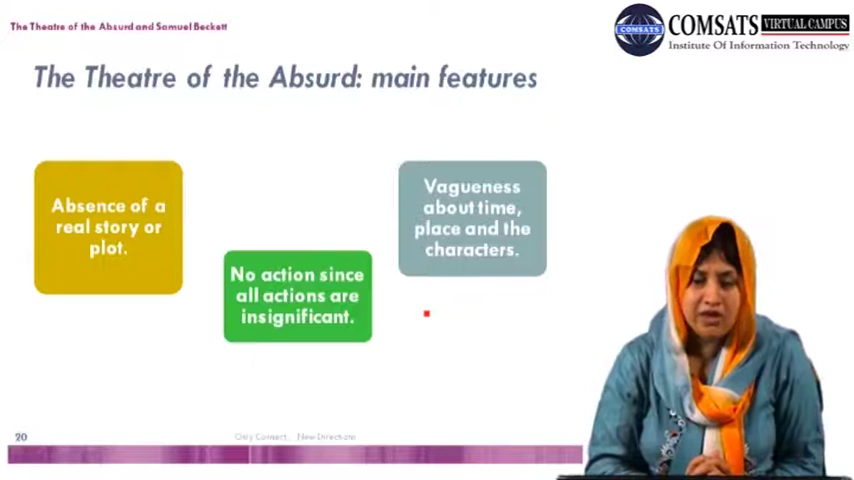 The Theatre of the Absurd and Samuel Beckett
COMSATS VIRTUAL CAMPUS
Institute Of Information Technology
COMSATS
The Theatre of the Absurd: main features
Absence of a
real story or
plot.
No action since
all actions are
insignificant.
Vagueness
about time,
place and the
characters.
20
Only Connect... New Directions